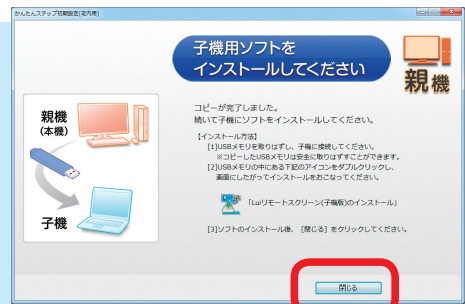 かんたんステップ初期設定(宅内用)
子機用ソフトを
インストールしてください
親機
親機
(本機)
子機
コピーが完了しました。
続いて子機にソフトをインストールしてください。
【インストール方法】
[1]USBメモリを取りはずし、子機に接続してください。
※コピーしたUSBメモリは安全に取りはずすことができます。
[2]USBメモリの中にある下記のアイコンをダブルクリックし、
画面にしたがってインストールをおこなってください。
「Luiリモートスクリーン(子機版)のインストール」
[3]ソフトのインストール後、[閉じる]をクリックしてください。
閉じる